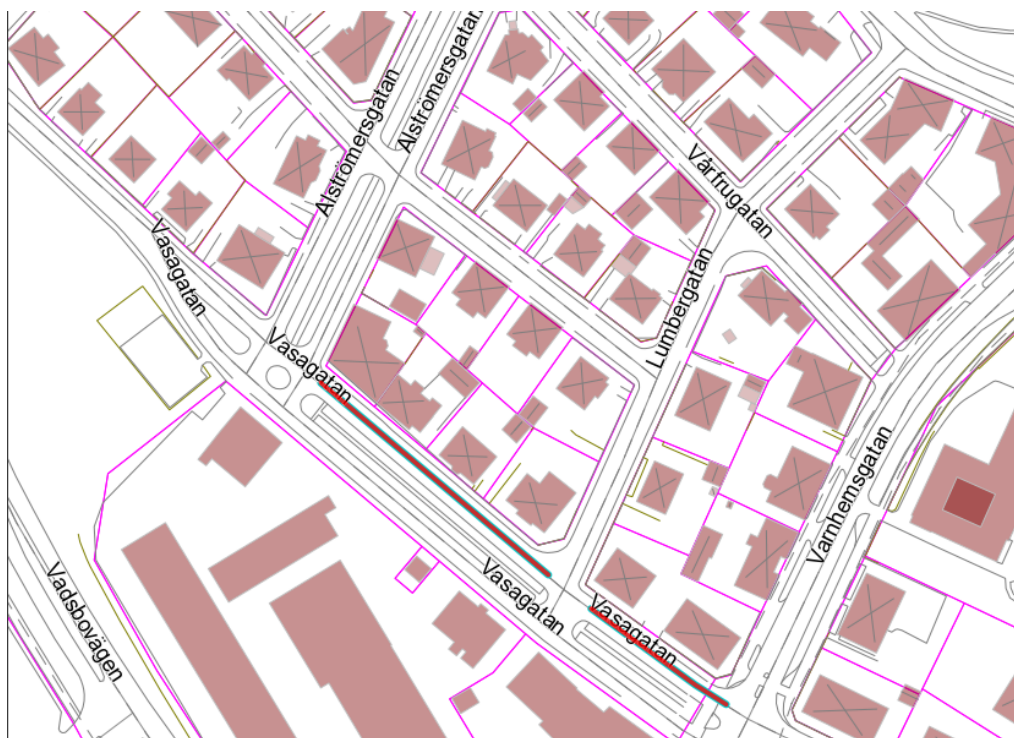 Alströmersgatan
Alströmersgatan
Vårfrugatan
Vasagatan
Lumbergatan
Vasagatan
Varnhemsgatan
Vasagatan
Vasagatan
Vadsbovägen